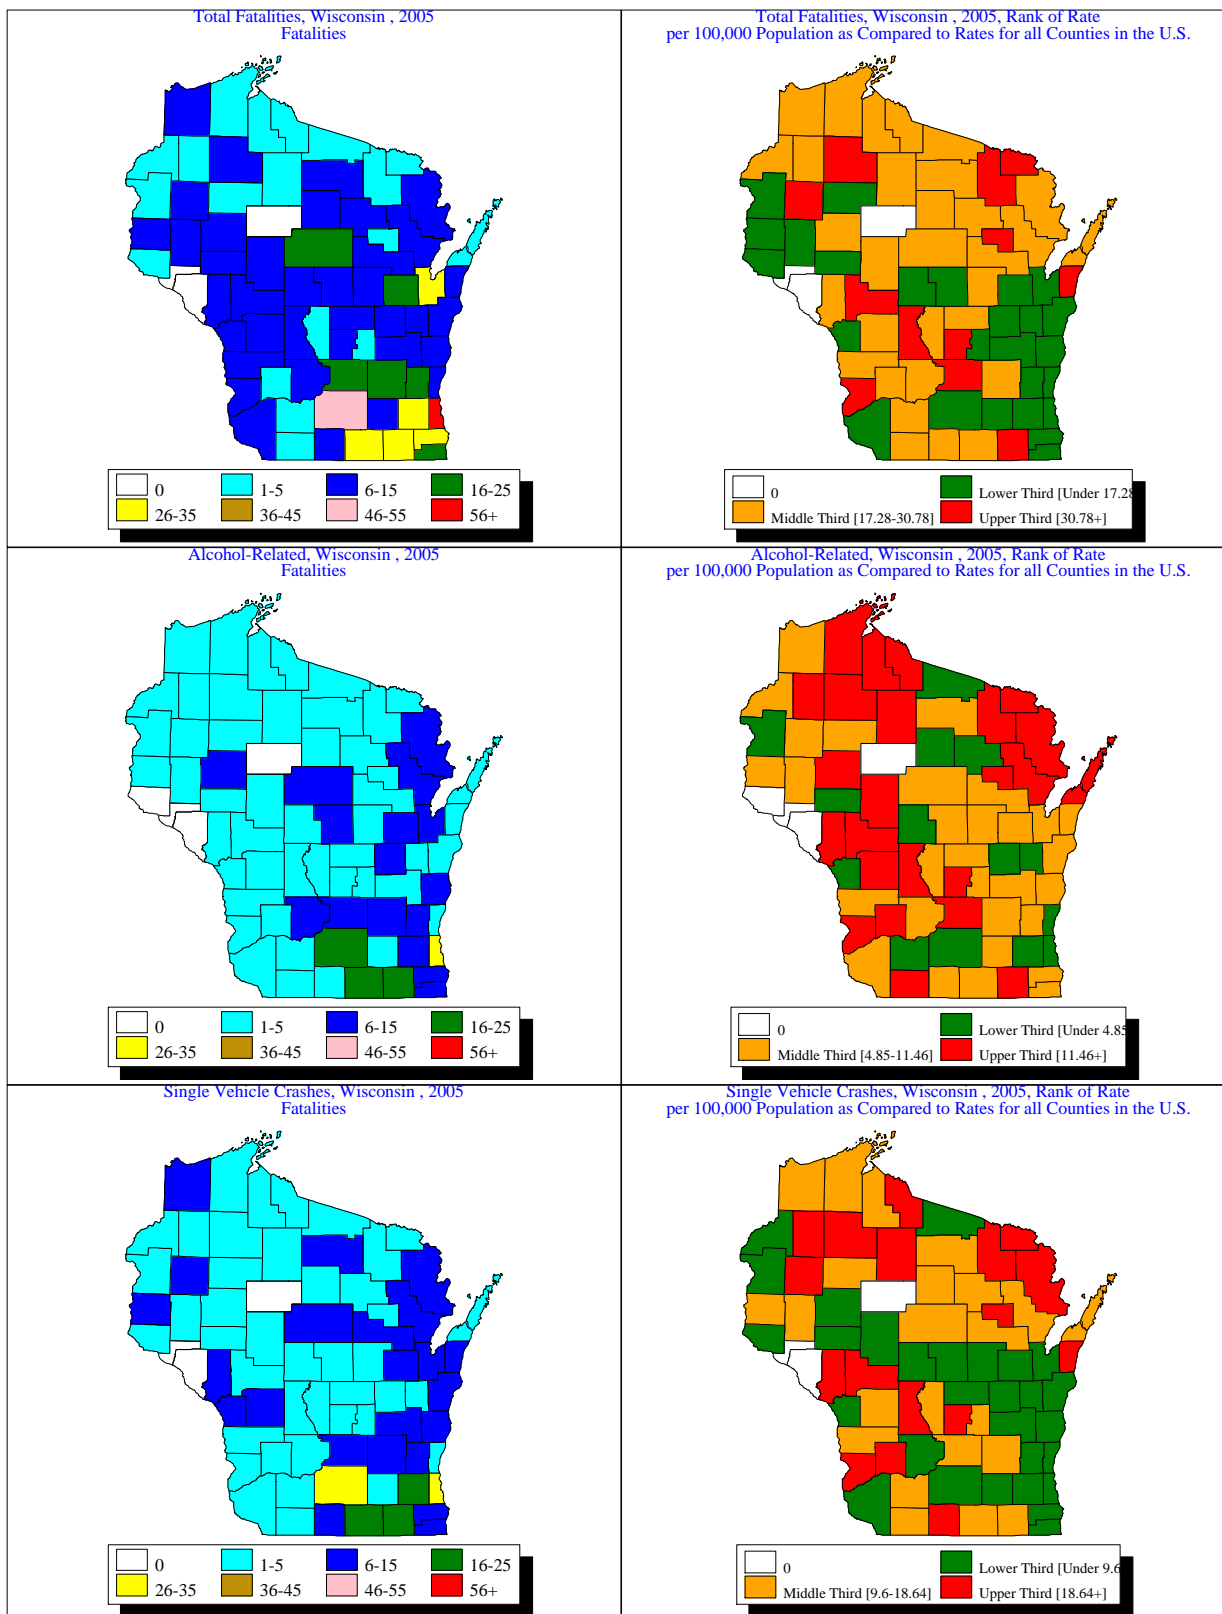 Total Fatalities, Wisconsin , 2005
Fatalities
0
1-5
6-15
16-25
26-35
36-45
46-55
56+
Total Fatalities, Wisconsin , 2005, Rank of Rate
per 100,000 Population as Compared to Rates for all Counties in the U.S.
0
Lower Third [Under 17.28
Middle Third [17.28-30.78]
Upper Third [30.78+]
Alcohol-Related, Wisconsin , 2005
Fatalities
0
1-5
6-15
16-25
26-35
36-45
46-55
56+
Alcohol-Related, Wisconsin , 2005, Rank of Rate
per 100,000 Population as Compared to Rates for all Counties in the U.S.
0
Lower Third [Under 4.85
Middle Third [4.85-11.46]
Upper Third [11.46+]
Single Vehicle Crashes, Wisconsin , 2005
Fatalities
0
1-5
6-15
16-25
26-35
36-45
46-55
56+
Single Vehicle Crashes, Wisconsin , 2005, Rank of Rate
per 100,000 Population as Compared to Rates for all Counties in the U.S.
0
Lower Third [Under 9.6
Middle Third [9.6-18.64]
Upper Third [18.64+]